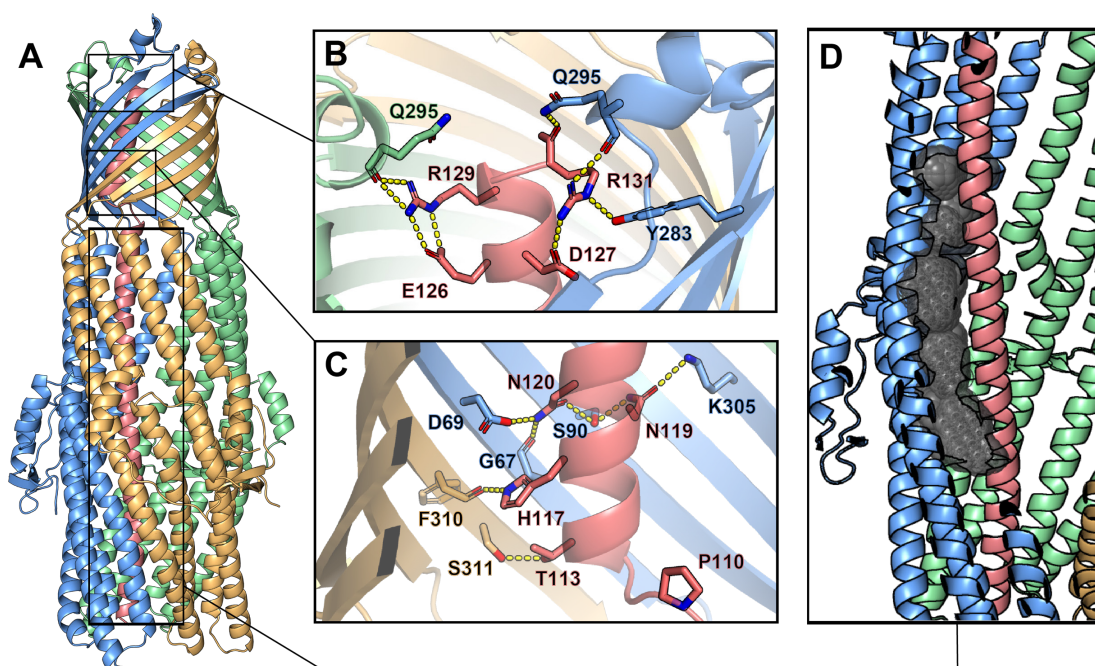 A
B
Q295
Q295
R129
R131
Y283
D127
E126
C
N120
K305
D69
S90
N119
G67
F310
H117
S311
T113
P110
D